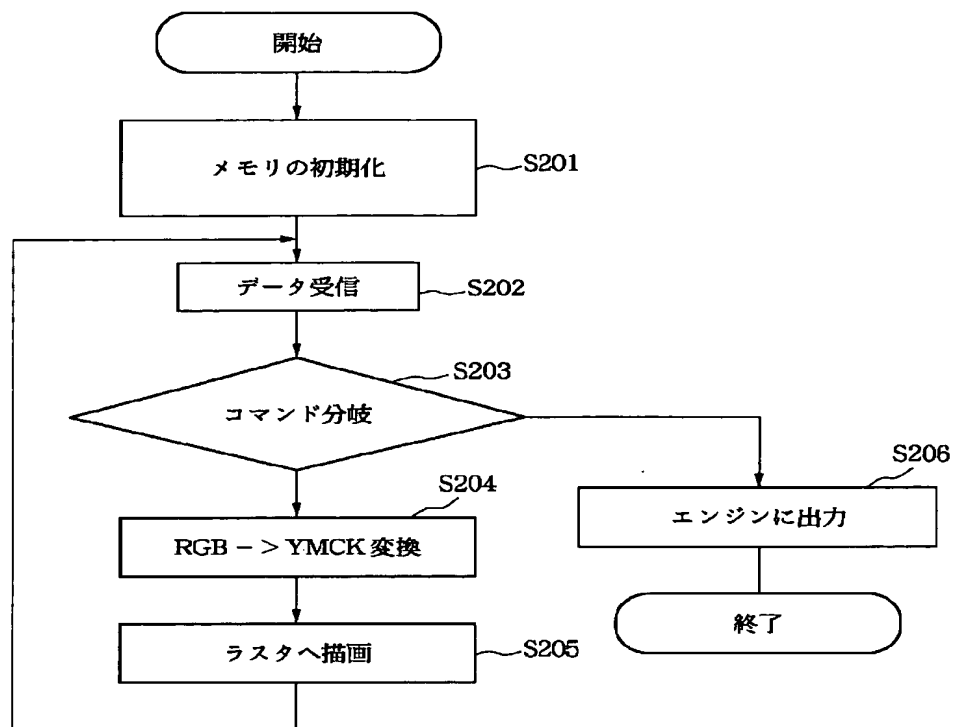 開始
メモリの初期化
S201
データ受信
S202
S203
コマンド分岐
S204
RGB −> YMCK 変換
ラスタへ描画
S205
S206
エンジンに出力
終了